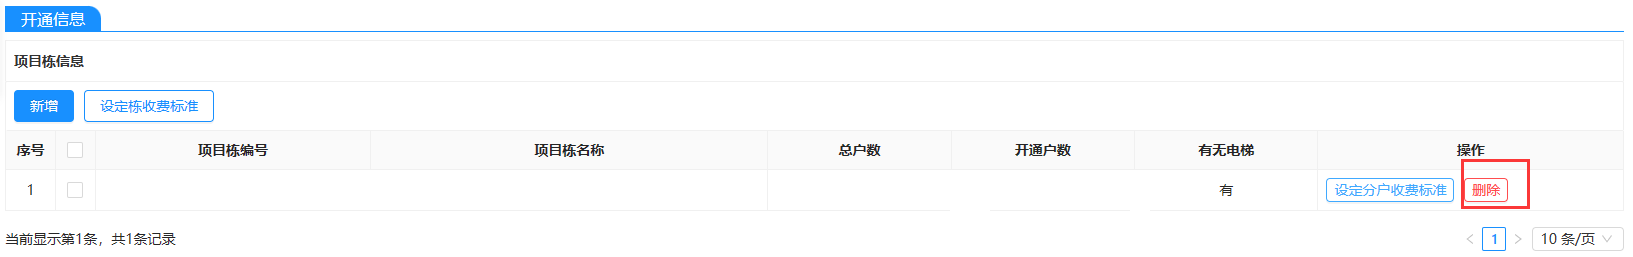 开通信息
项目栋信息
新增 设定栋收费标准
序号 项目栋编号 项目栋名称 总户数 开通户数 有无电梯 操作
1 有 设定分户收费标准 删除
当前显示第1条，共1条记录 1 10 条/页